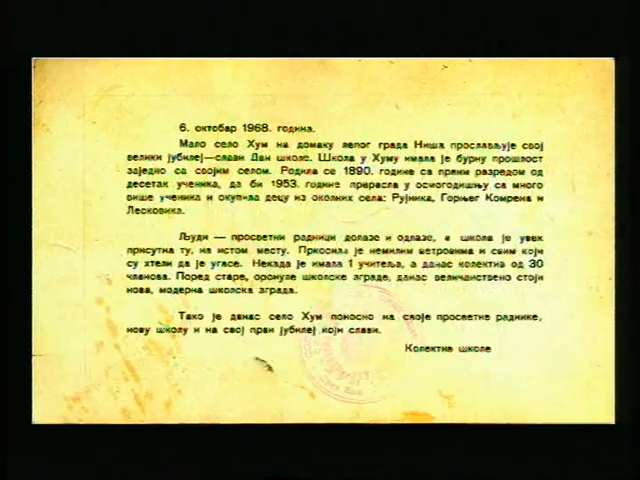 6. октобар 1968. година.
Мало село Хум на домаку лепог града Ниша прослављује свој
велики јубилеј—слави Дан школе. Школа у Хуму имала је бурну прошлост
заједно са својим селом. Родила се 1890. године са првим разредом од
десетак ученика, да би 1953. године прерасла у осмогодишњу са много
више ученика и окупила децу из околних села: Рујника, Горњег Комрена и
Лесковика.
Људи — просветни радници долазе и одлазе, а школа је увек
присутна ту, на истом месту. Пркосила је немилим ветровима и свим који
су хтели да је угасе. Некада је имала 1 учитеља, а данас колектив од 30
чланова. Поред старе, оронуле школске зграде, данас величанствено стоји
нова, модерна школска зграда.
Тако је данас село Хум поносно на своје просветне раднике,
нову школу и на свој први јубилеј који слави.
Колектив школе